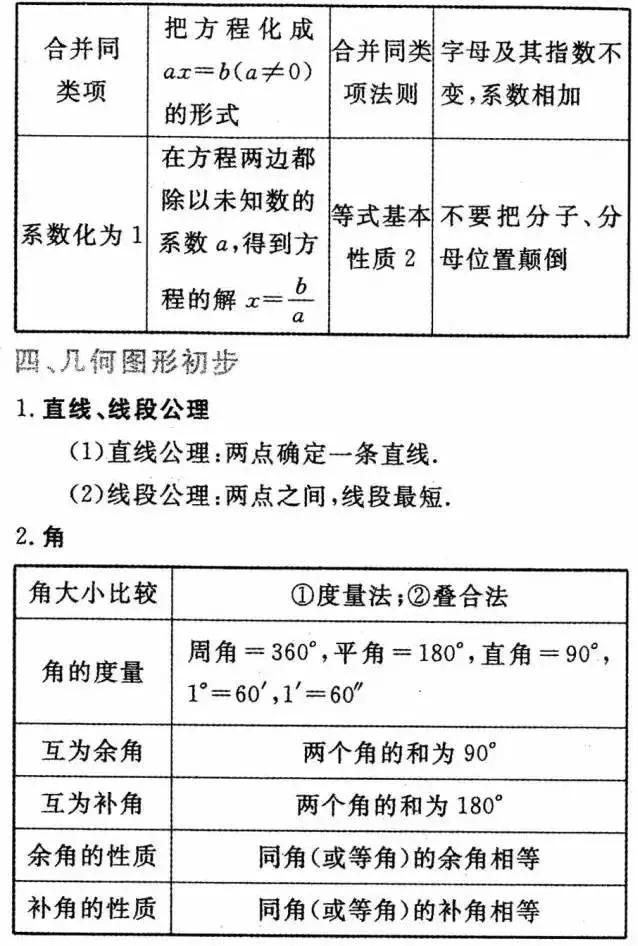 合并同类项
把方程化成ax=b(a≠0)的形式
合并同类项法则
字母及其指数不变,系数相加
系数化为1
在方程两边都除以未知数的系数a,得到方程的解 x=b/a
等式基本性质2
不要把分子、分母位置颠倒
四、几何图形初步
1. 直线、线段公理
(1)直线公理:两点确定一条直线.
(2)线段公理:两点之间,线段最短.
2. 角
角大小比较
①度量法;②叠合法
角的度量
周角=360°,平角=180°,直角=90°,
1°=60′,1′=60″
互为余角
两个角的和为90°
互为补角
两个角的和为180°
余角的性质
同角(或等角)的余角相等
补角的性质
同角(或等角)的补角相等